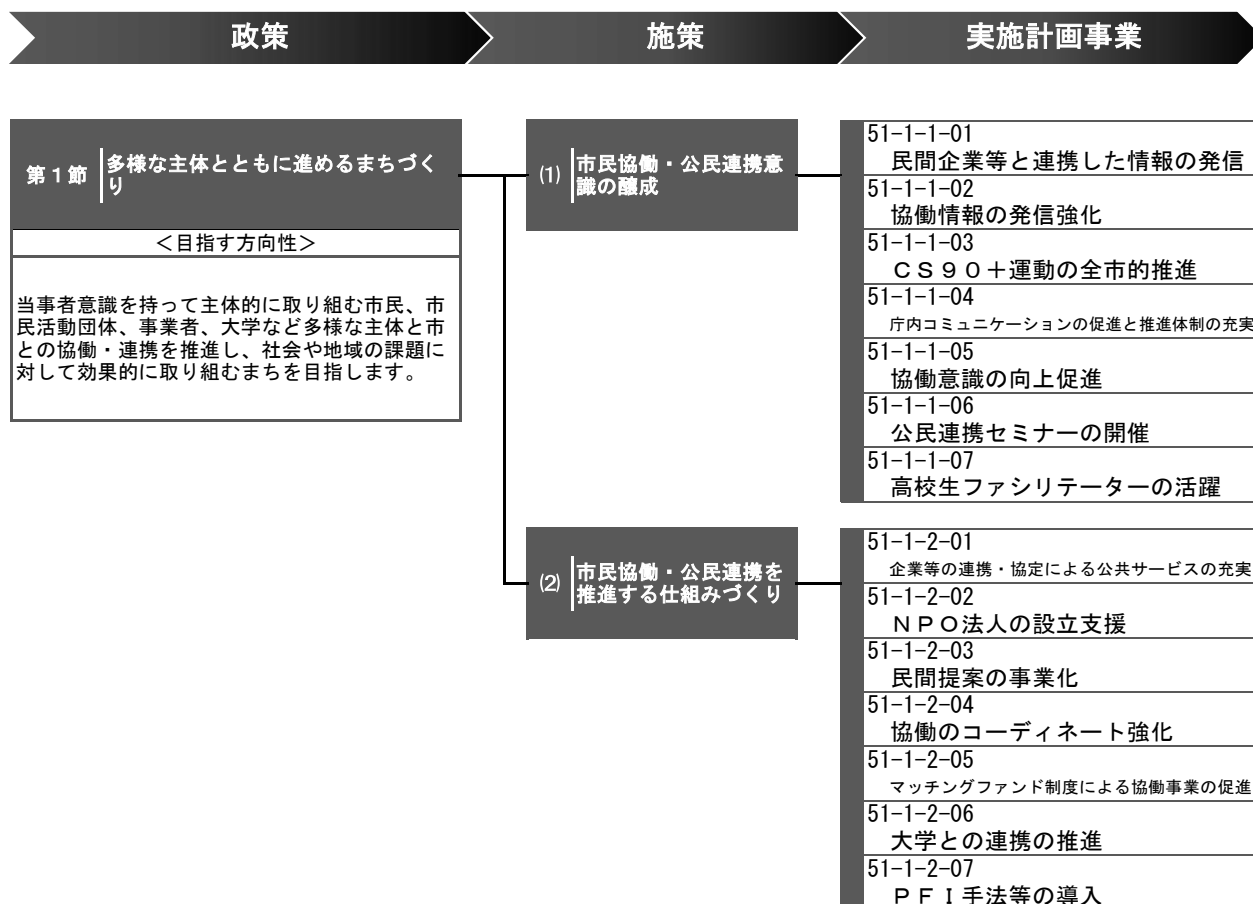 政策
施策
実施計画事業
第1節
多様な主体とともに進めるまちづく
り
＜目指す方向性＞
当事者意識を持って主体的に取り組む市民、市
民活動団体、事業者、大学など多様な主体と市
との協働・連携を推進し、社会や地域の課題に
対して効果的に取り組むまちを目指します。
⑴
市民協働・公民連携意
識の醸成
51-1-1-01
民間企業等と連携した情報の発信
51-1-1-02
協働情報の発信強化
51-1-1-03
ＣＳ９０＋運動の全市的推進
51-1-1-04
庁内コミュニケーションの促進と推進体制の充実
51-1-1-05
協働意識の向上促進
51-1-1-06
公民連携セミナーの開催
51-1-1-07
高校生ファシリテーターの活躍
⑵
市民協働・公民連携を
推進する仕組みづくり
51-1-2-01
企業等の連携・協定による公共サービスの充実
51-1-2-02
ＮＰＯ法人の設立支援
51-1-2-03
民間提案の事業化
51-1-2-04
協働のコーディネート強化
51-1-2-05
マッチングファンド制度による協働事業の促進
51-1-2-06
大学との連携の推進
51-1-2-07
ＰＦＩ手法等の導入